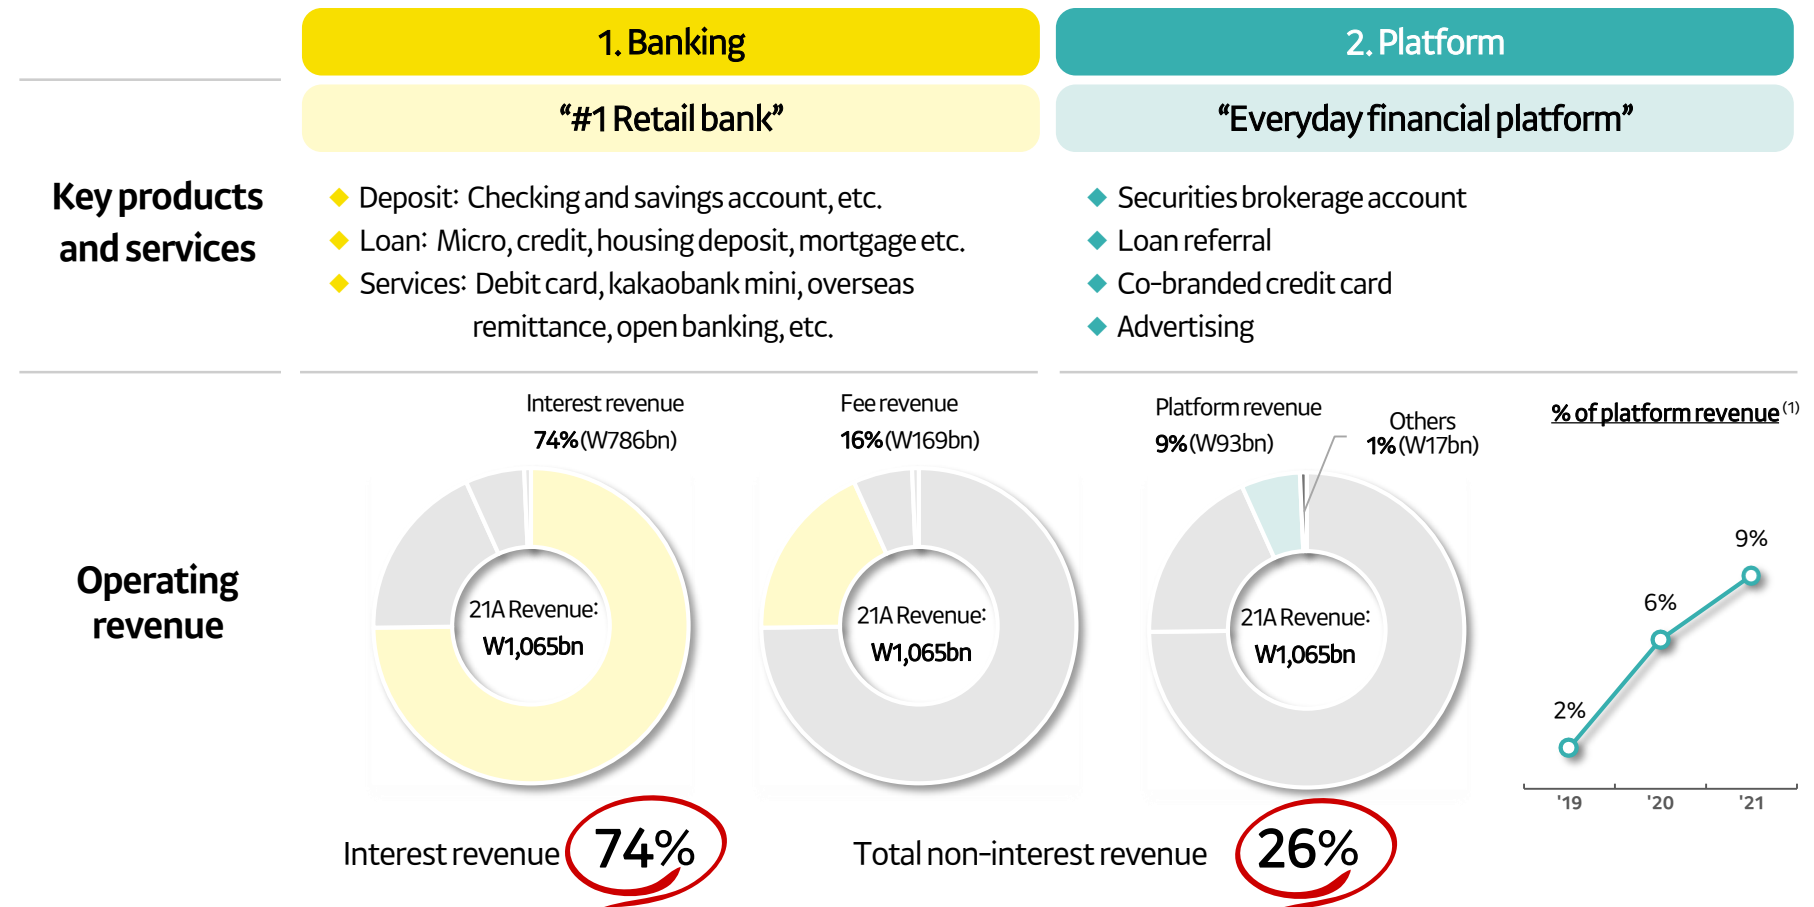 1. Banking
2. Platform
“#1 Retail bank”
“Everyday financial platform”
Key products
and services
◆ Deposit: Checking and savings account, etc.
◆ Loan: Micro, credit, housing deposit, mortgage etc.
◆ Services: Debit card, kakaobank mini, overseas
remittance, open banking, etc.
◆ Securities brokerage account
◆ Loan referral
◆ Co-branded credit card
◆ Advertising
Operating
revenue
Interest revenue
74% (W786bn)
21A Revenue:
W1,065bn
Fee revenue
16% (W169bn)
21A Revenue:
W1,065bn
Platform revenue
9% (W93bn)
Others
1% (W17bn)
21A Revenue:
W1,065bn
% of platform revenue (1)
2%
6%
9%
'19 '20 '21
Interest revenue 74%
Total non-interest revenue 26%